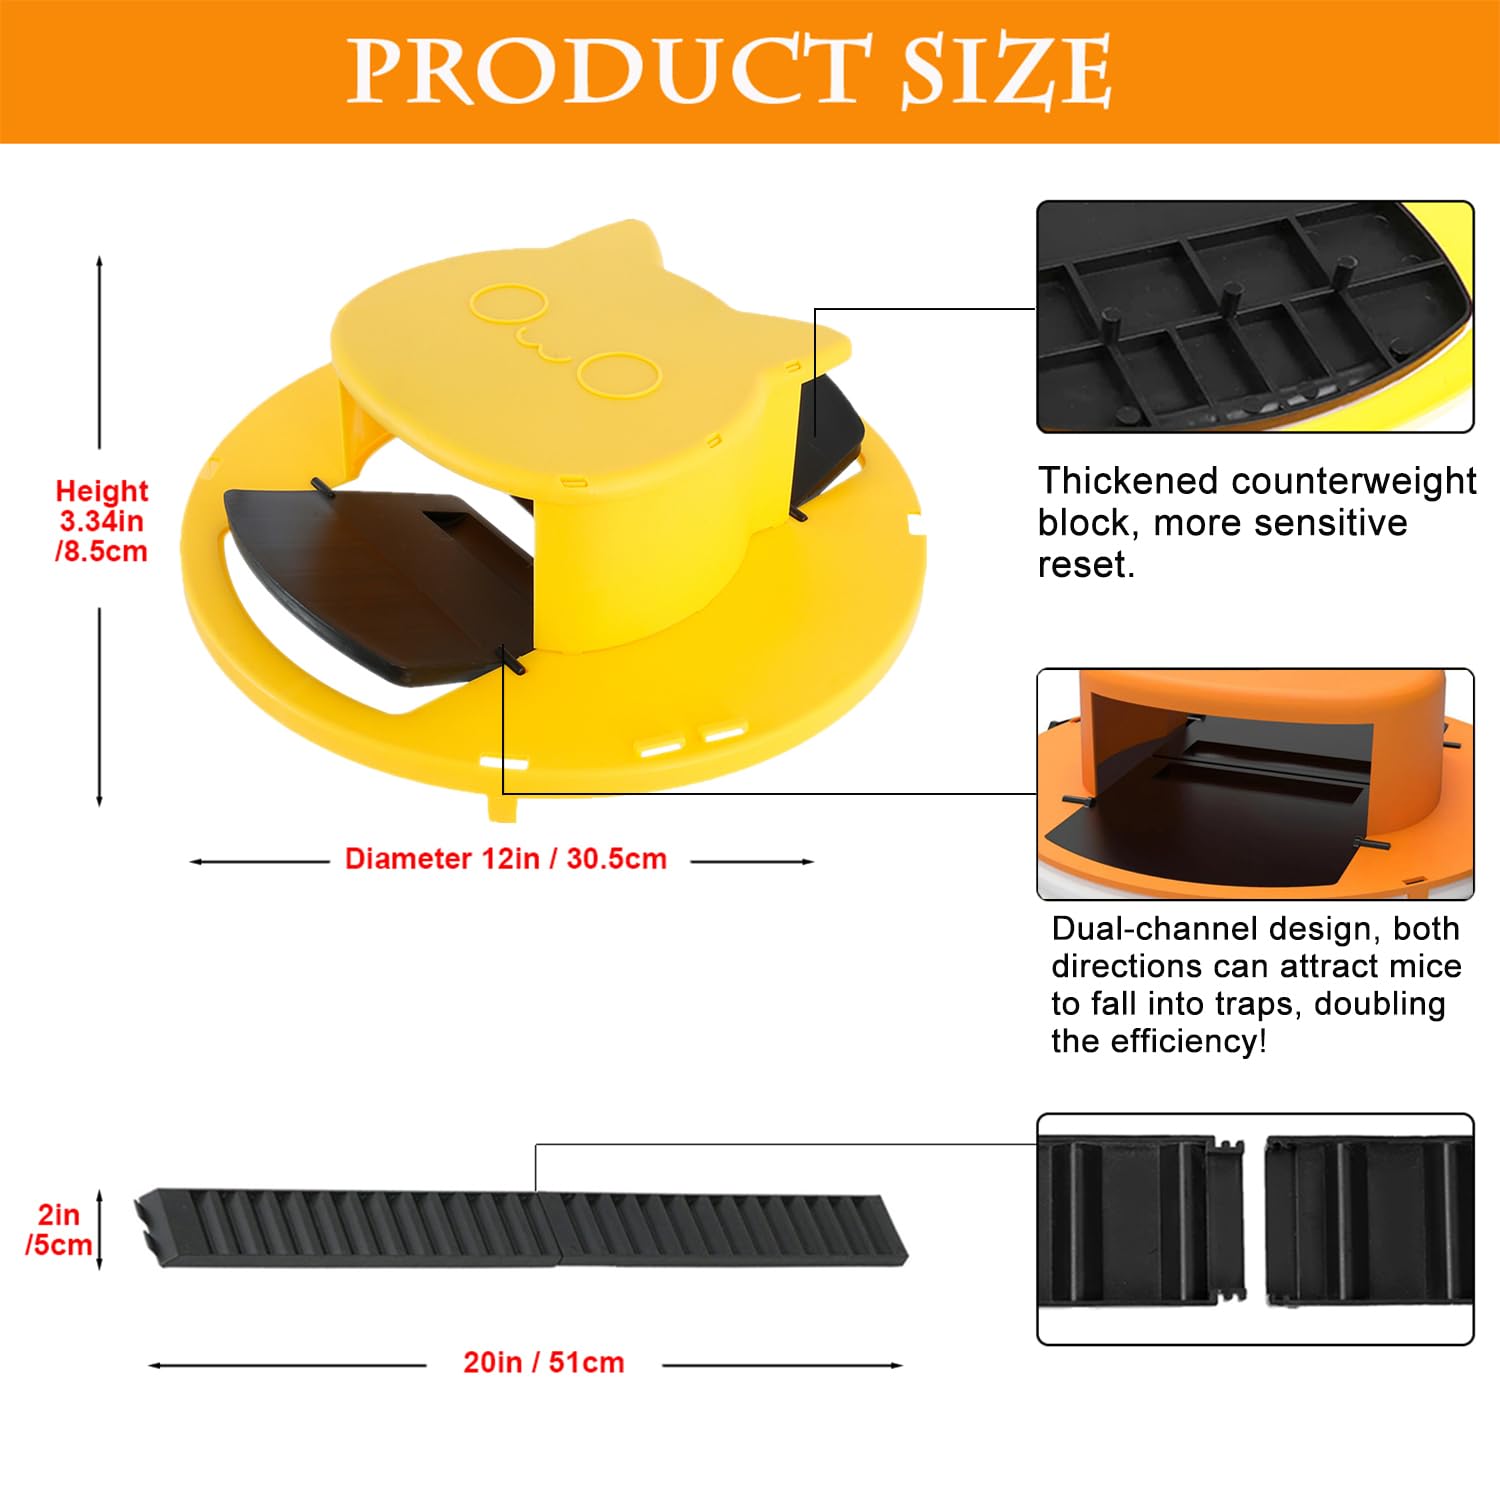 PRODUCT SIZE
Height
3.34in
/8.5cm
Diameter 12in / 30.5cm
Thickened counterweight
block, more sensitive
reset.
Dual-channel design, both
directions can attract mice
to fall into traps, doubling
the efficiency!
2in
/5cm
20in / 51cm